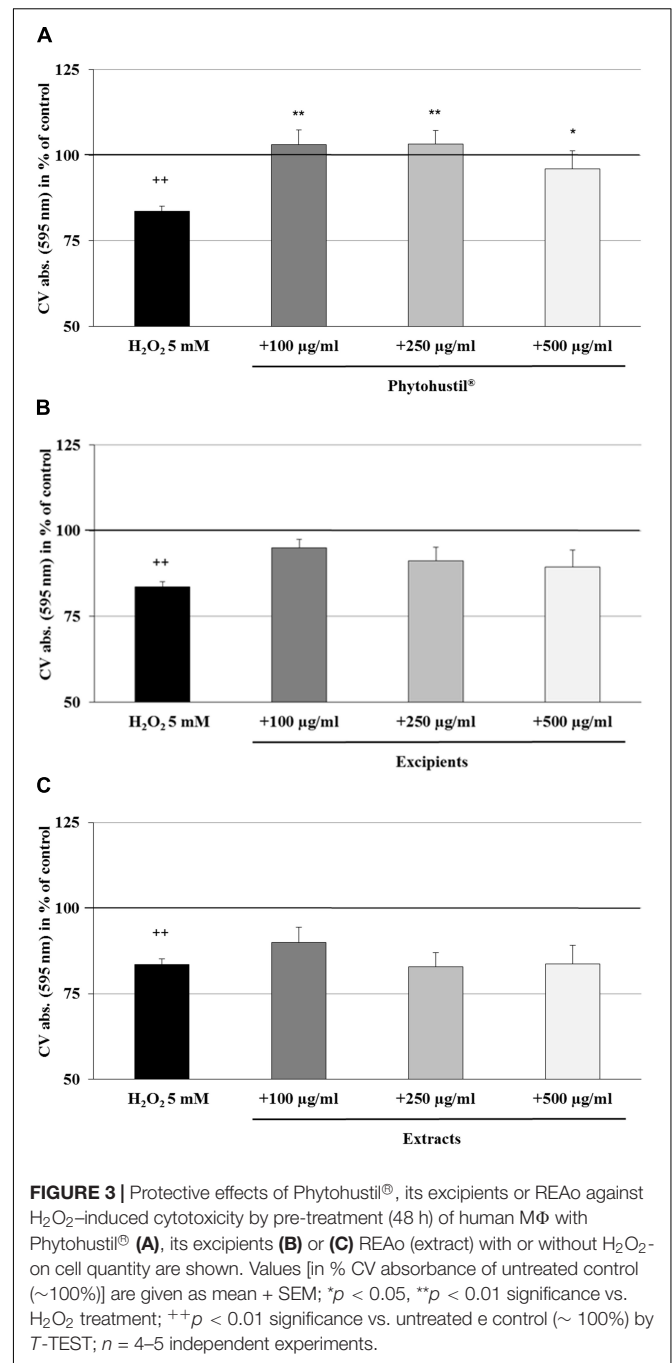 A
CV abs. (595 nm) in % of control
125
100
75
50
++
**
**
*
H₂O₂ 5 mM
+100 µg/ml
+250 µg/ml
+500 µg/ml
Phytohustil®
B
CV abs. (595 nm) in % of control
125
100
75
50
++
H₂O₂ 5 mM
+100 µg/ml
+250 µg/ml
+500 µg/ml
Excipients
C
CV abs. (595 nm) in % of control
125
100
75
50
++
H₂O₂ 5 mM
+100 µg/ml
+250 µg/ml
+500 µg/ml
Extracts
FIGURE 3 | Protective effects of Phytohustil®, its excipients or REAo against
H₂O₂–induced cytotoxicity by pre-treatment (48 h) of human MΦ with
Phytohustil® (A), its excipients (B) or (C) REAo (extract) with or without H₂O₂-
on cell quantity are shown. Values [in % CV absorbance of untreated control
(~100%)] are given as mean + SEM; *p < 0.05, **p < 0.01 significance vs.
H₂O₂ treatment; ++p < 0.01 significance vs. untreated e control (~ 100%) by
T-TEST; n = 4–5 independent experiments.